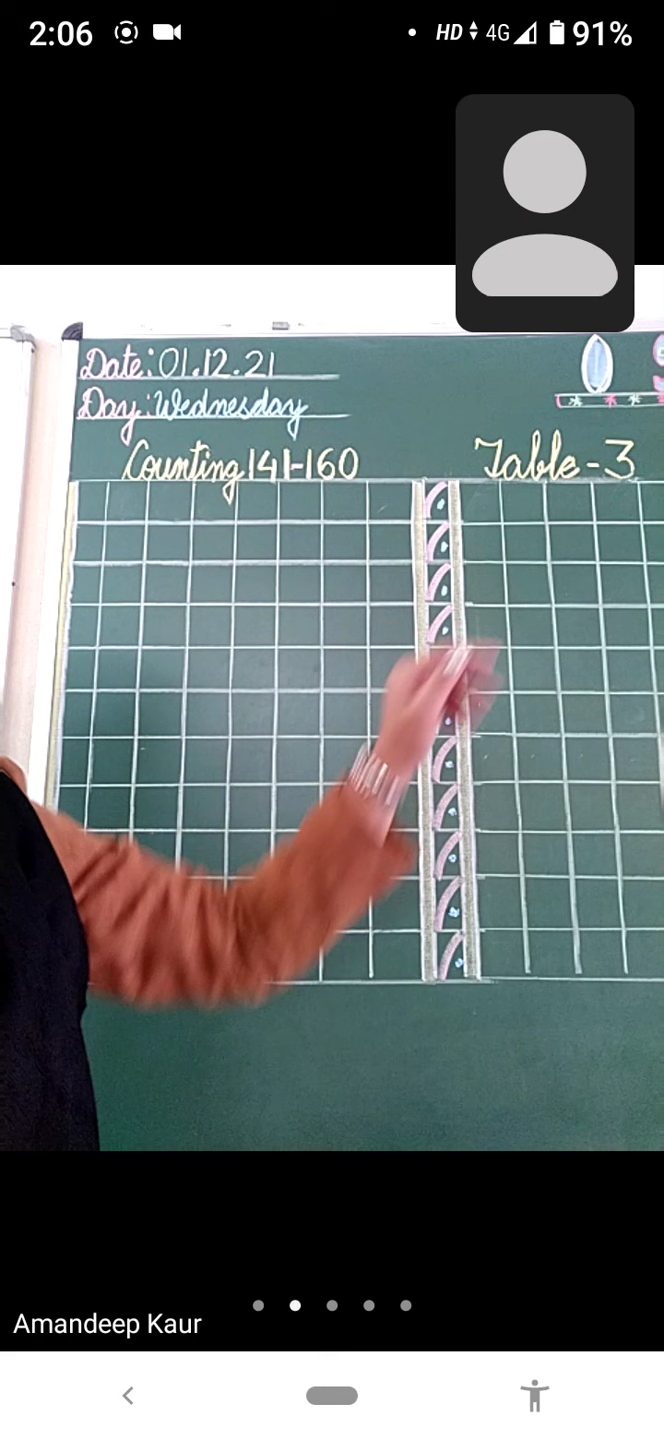 2:06 HD 4G 91%
Date: 01.12.21
Day: Wednesday
Counting 141-160
Table-3
Amandeep Kaur